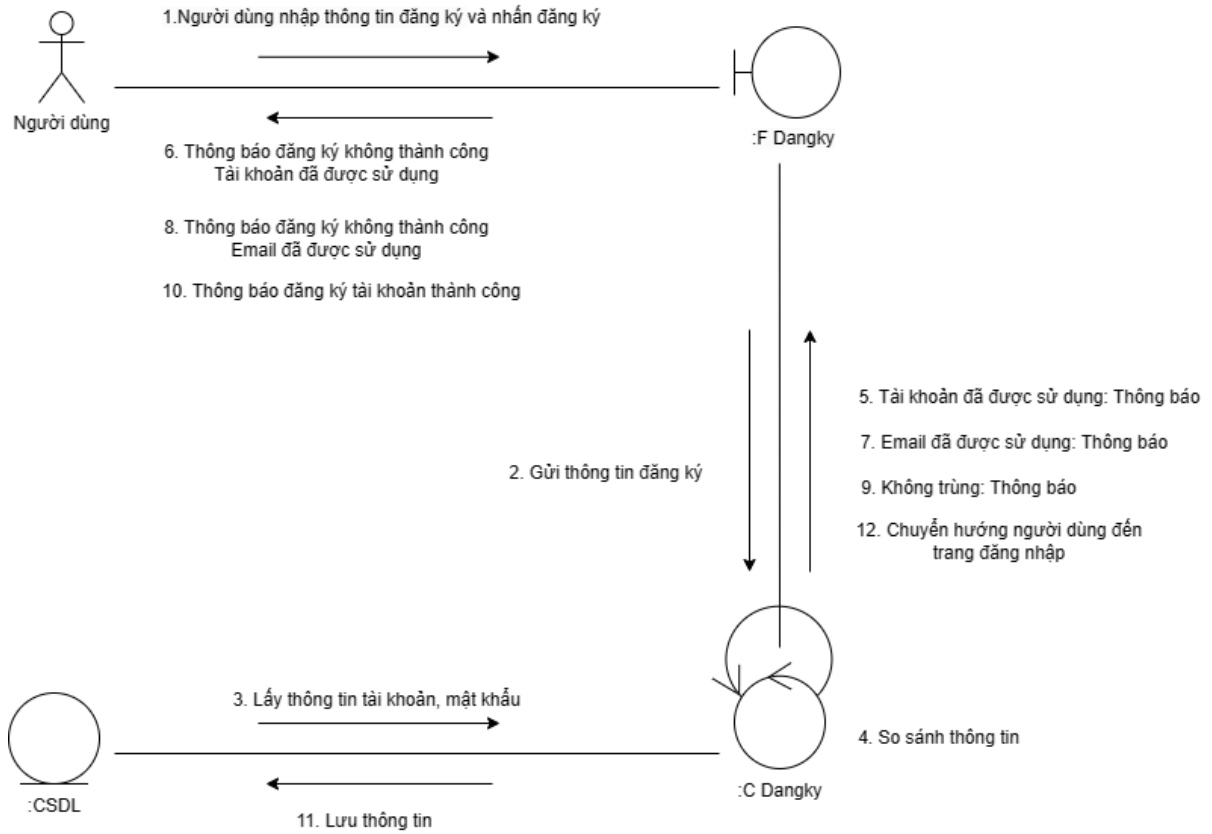 1.Người dùng nhập thông tin đăng ký và nhấn đăng ký
Người dùng
:F Dangky
6. Thông báo đăng ký không thành công
Tài khoản đã được sử dụng
8. Thông báo đăng ký không thành công
Email đã được sử dụng
10. Thông báo đăng ký tài khoản thành công
5. Tài khoản đã được sử dụng: Thông báo
7. Email đã được sử dụng: Thông báo
2. Gửi thông tin đăng ký
9. Không trùng: Thông báo
12. Chuyển hướng người dùng đến
trang đăng nhập
3. Lấy thông tin tài khoản, mật khẩu
4. So sánh thông tin
:CSDL
:C Dangky
11. Lưu thông tin